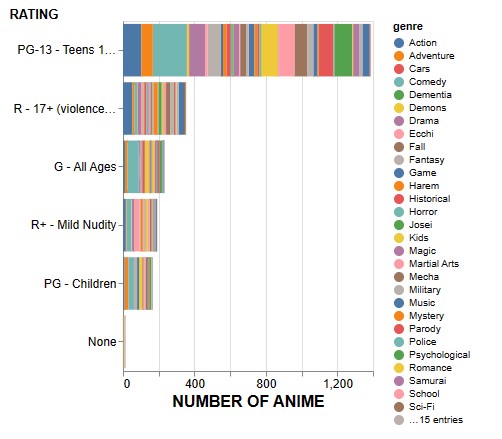 RATING
PG-13 - Teens 1…
R - 17+ (violence…
G - All Ages
R+ - Mild Nudity
PG - Children
None
0 400 800 1,200
NUMBER OF ANIME
genre
Action
Adventure
Cars
Comedy
Dementia
Demons
Drama
Ecchi
Fall
Fantasy
Game
Harem
Historical
Horror
Josei
Kids
Magic
Martial Arts
Mecha
Military
Music
Mystery
Parody
Police
Psychological
Romance
Samurai
School
Sci-Fi
…15 entries